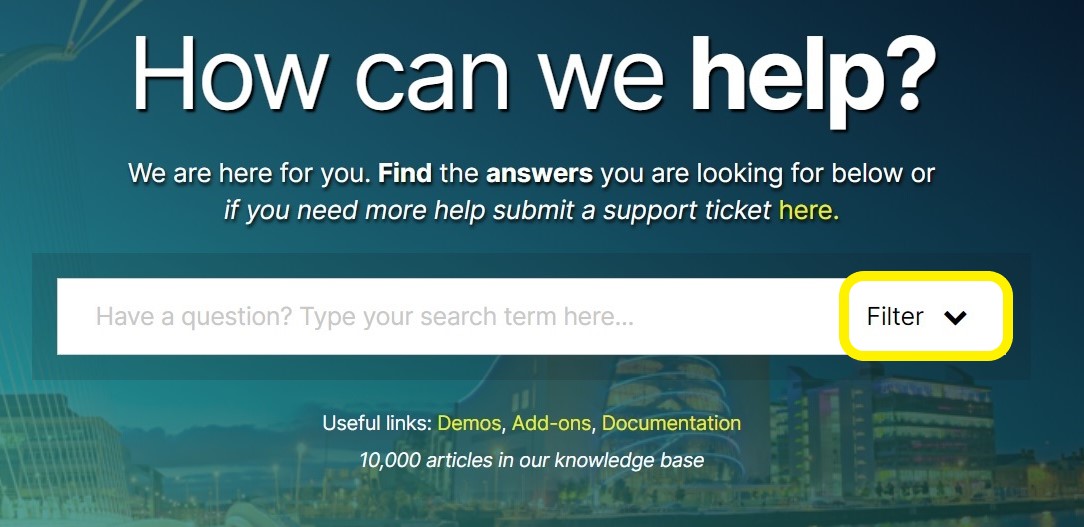 How can we help?
We are here for you. Find the answers you are looking for below or
if you need more help submit a support ticket here.
Have a question? Type your search term here...
Filter
Useful links: Demos, Add-ons, Documentation
10,000 articles in our knowledge base